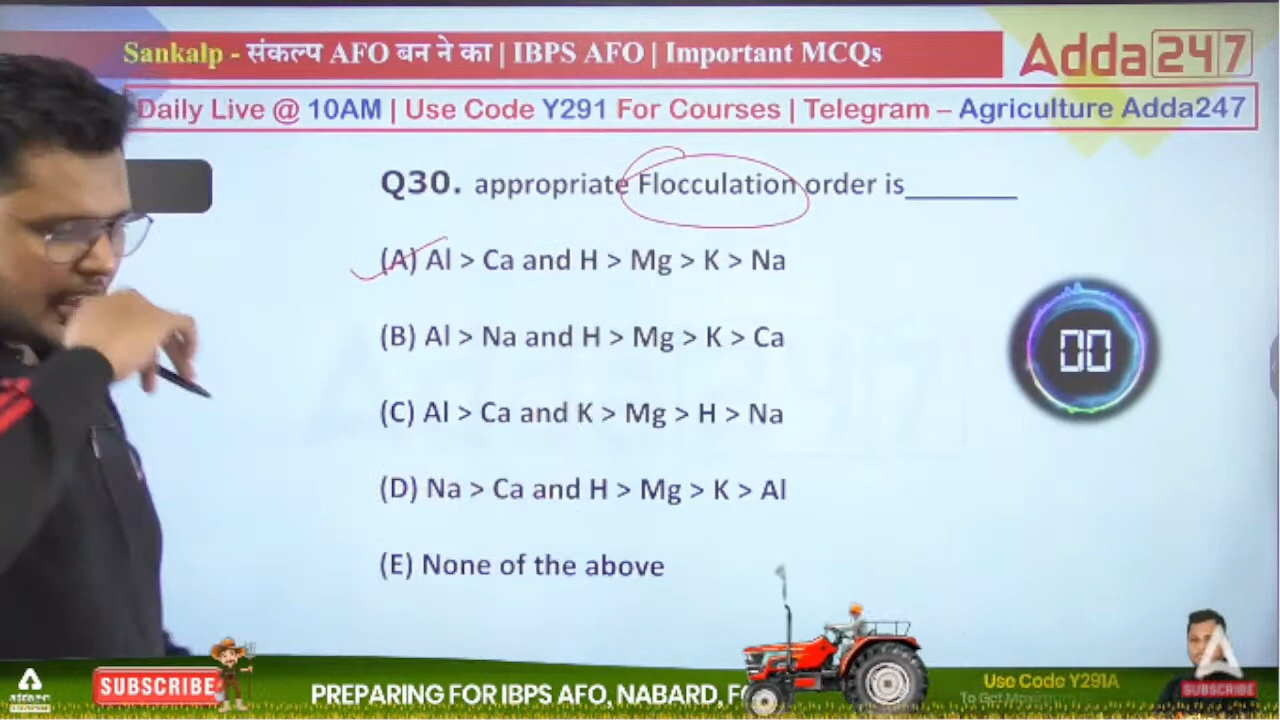 Sankalp - संकल्प AFO बन ने का | IBPS AFO | Important MCQs
Adda247
Daily Live @ 10AM | Use Code Y291 For Courses | Telegram – Agriculture Adda247
Q30. appropriate Flocculation order is_______
(A) Al > Ca and H > Mg > K > Na
(B) Al > Na and H > Mg > K > Ca
00
(C) Al > Ca and K > Mg > H > Na
(D) Na > Ca and H > Mg > K > Al
(E) None of the above
SUBSCRIBE
PREPARING FOR IBPS AFO, NABARD,
Use Code Y291A
To Get
SUBSCRIBE